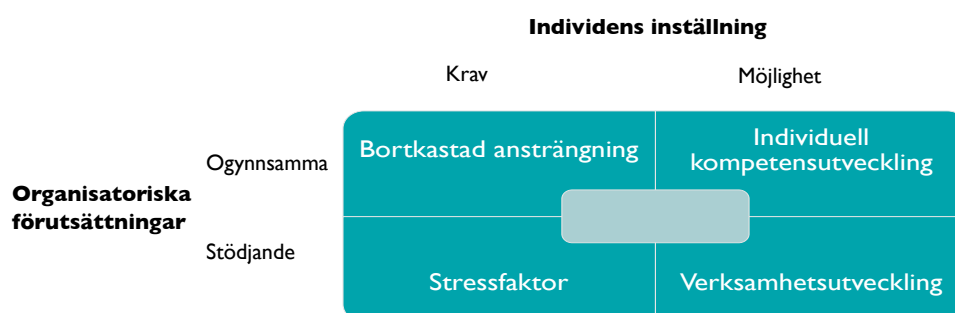 Individens inställning
Krav
Möjlighet
Ogynnsamma
Bortkastad ansträngning
Individuell
kompetensutveckling
Organisatoriska
förutsättningar
Stödjande
Stressfaktor
Verksamhetsutveckling